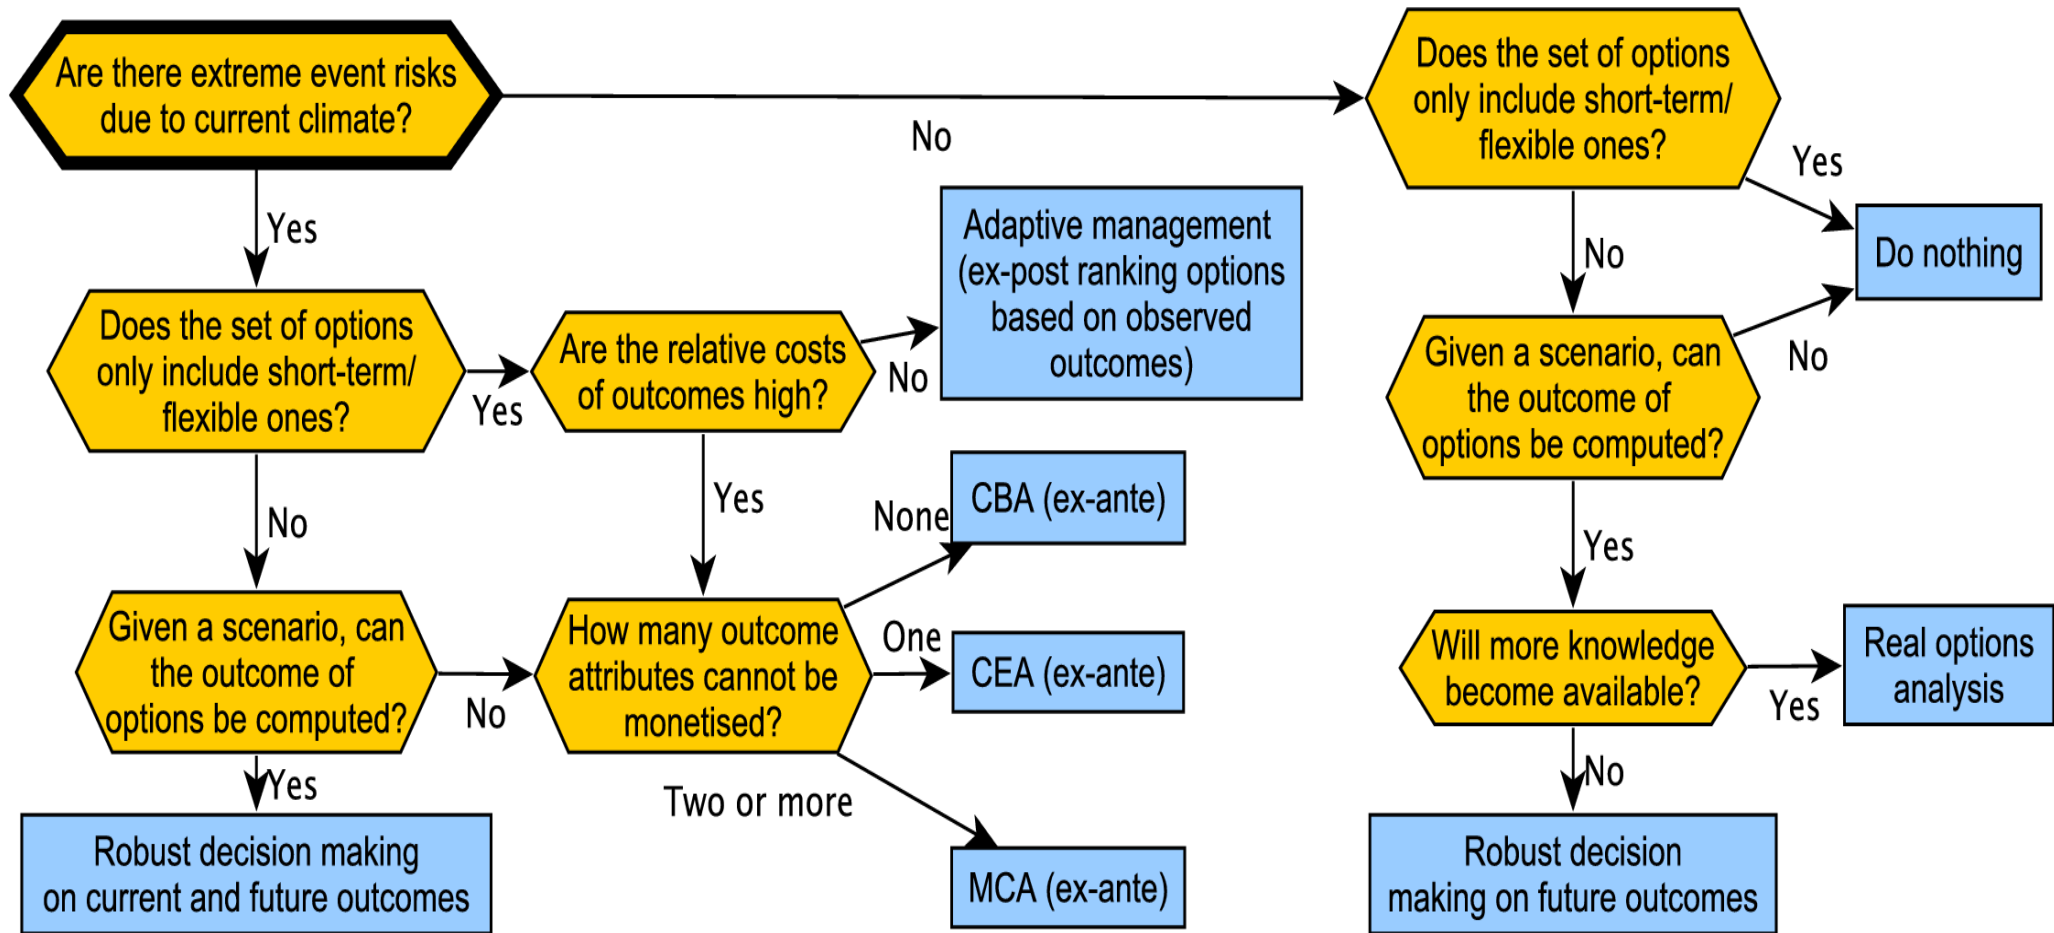 Are there extreme event risks
due to current climate?
No
Does the set of options
only include short-term/
flexible ones?
Yes
Do nothing
Yes
No
Adaptive management
(ex-post ranking options
based on observed
outcomes)
Does the set of options
only include short-term/
flexible ones?
Yes
Are the relative costs
of outcomes high?
No
Given a scenario, can
the outcome of
options be computed?
No
No
Yes
None
CBA (ex-ante)
Yes
Given a scenario, can
the outcome of
options be computed?
No
How many outcome
attributes cannot be
monetised?
One
CEA (ex-ante)
Will more knowledge
become available?
Yes
Real options
analysis
Yes
Two or more
No
Robust decision making
on current and future outcomes
MCA (ex-ante)
Robust decision
making on future outcomes